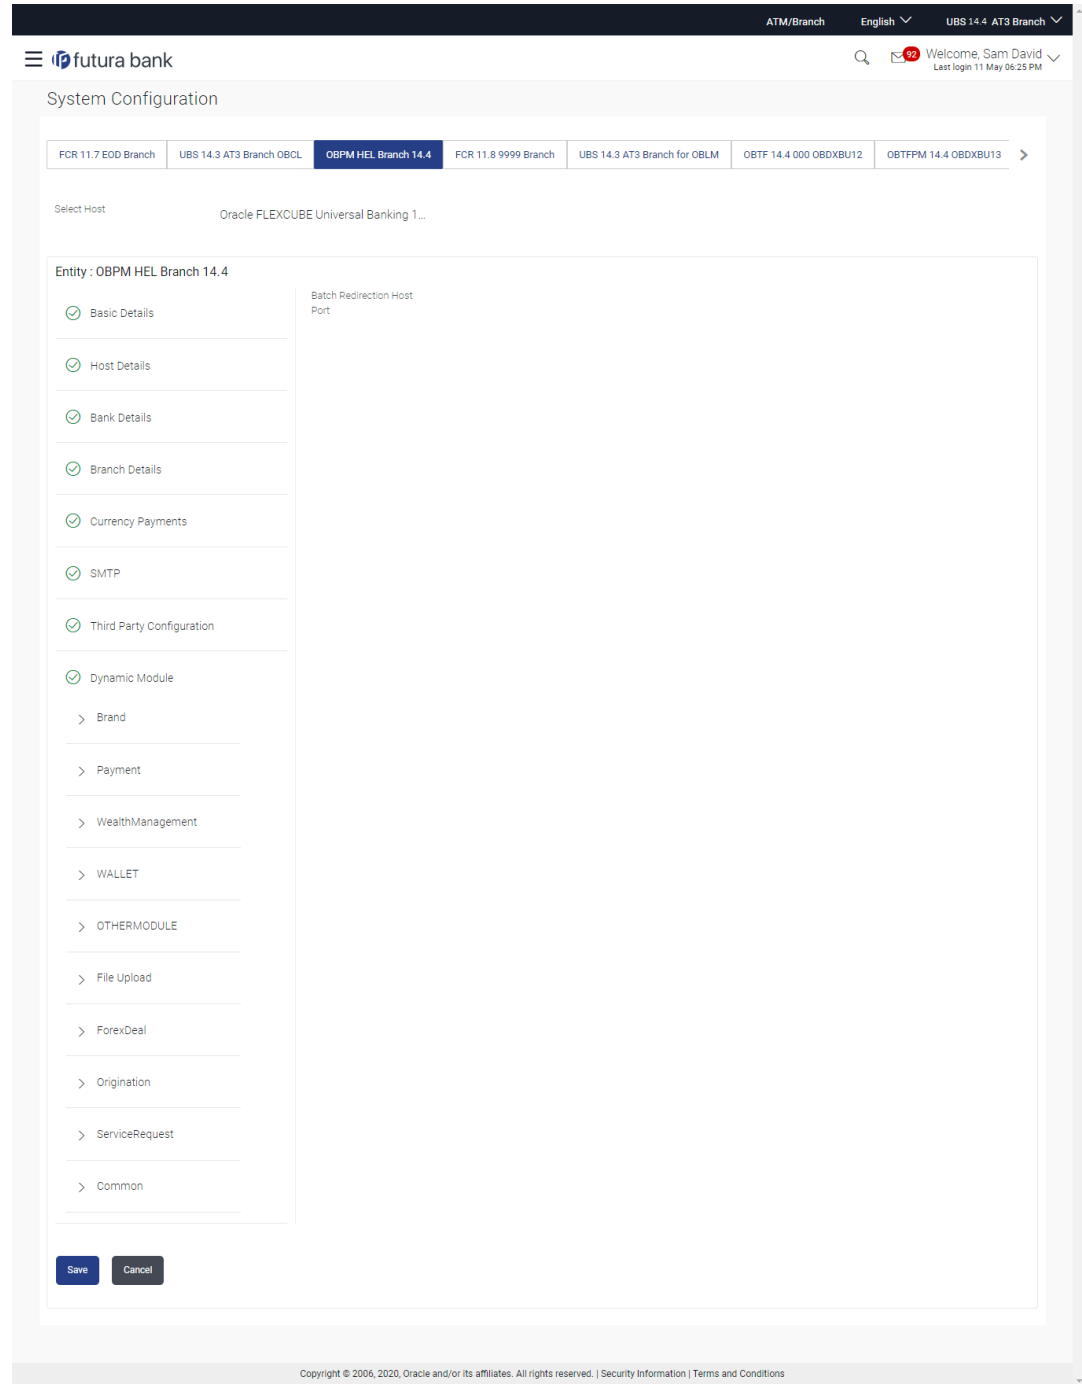 ATM/Branch English UBS 14.4 AT3 Branch
futura bank 92 Welcome, Sam David
Last login 11 May 06:25 PM
System Configuration
FCR 11.7 EOD Branch UBS 14.3 AT3 Branch OBCL OBPM HEL Branch 14.4 FCR 11.8 9999 Branch UBS 14.3 AT3 Branch for OBLM OBTF 14.4 000 OBDXBU12 OBTFPM 14.4 OBDXBU13
Select Host Oracle FLEXCUBE Universal Banking 1...
Entity : OBPM HEL Branch 14.4
Batch Redirection Host
Port
Basic Details
Host Details
Bank Details
Branch Details
Currency Payments
SMTP
Third Party Configuration
Dynamic Module
Brand
Payment
WealthManagement
WALLET
OTHERMODULE
File Upload
ForexDeal
Origination
ServiceRequest
Common
Save Cancel
Copyright © 2006, 2020, Oracle and/or its affiliates. All rights reserved. | Security Information | Terms and Conditions